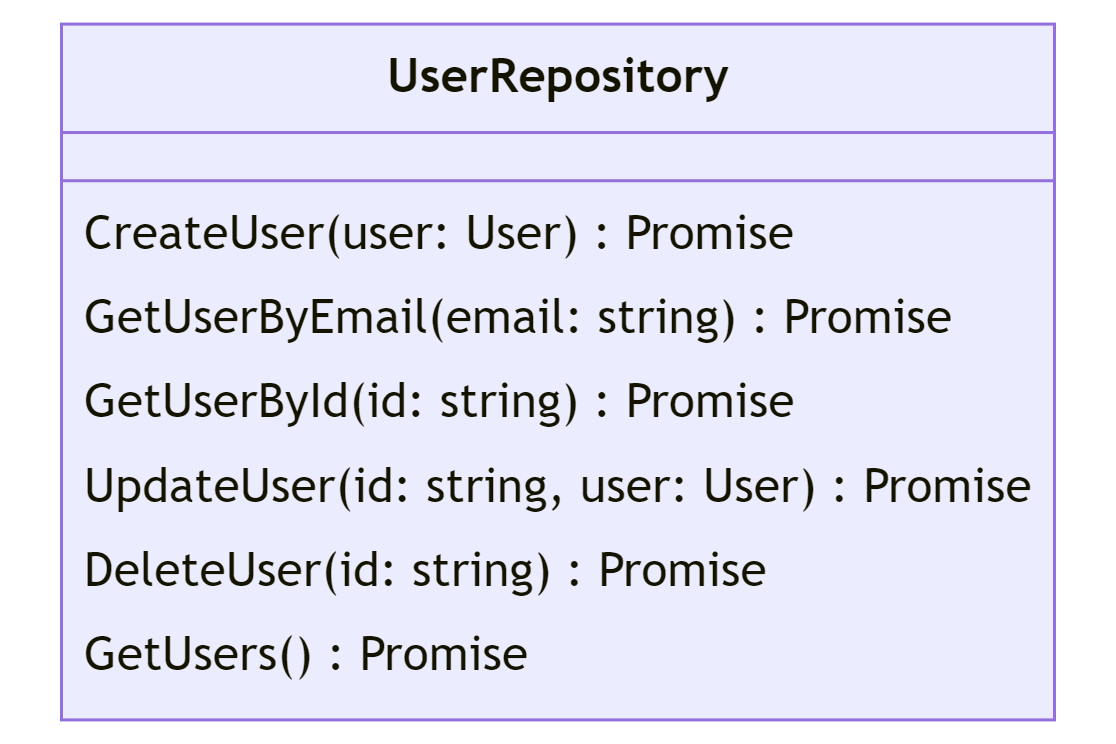 UserRepository
CreateUser(user: User) : Promise
GetUserByEmail(email: string) : Promise
GetUserById(id: string) : Promise
UpdateUser(id: string, user: User) : Promise
DeleteUser(id: string) : Promise
GetUsers() : Promise